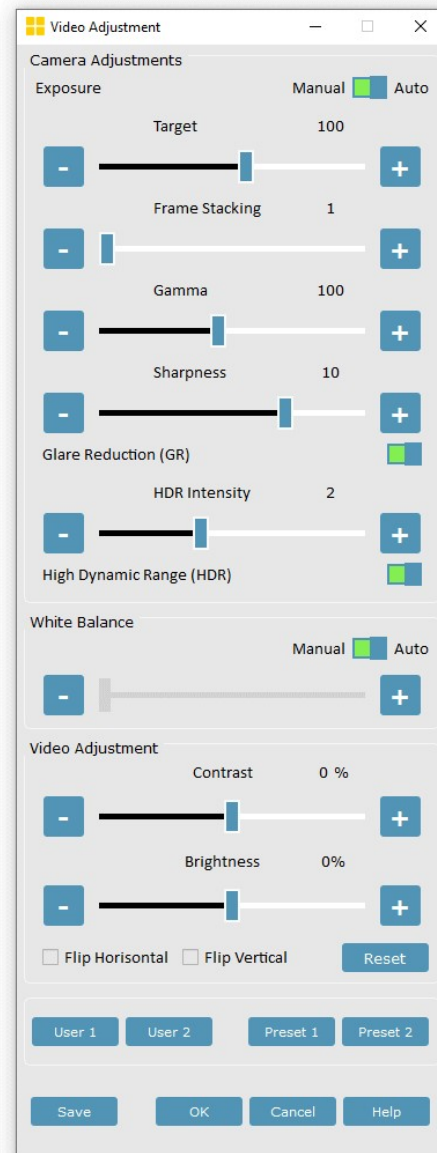 Video Adjustment
Camera Adjustments
Exposure Manual Auto
Target 100
- +
Frame Stacking 1
- +
Gamma 100
- +
Sharpness 10
- +
Glare Reduction (GR)
HDR Intensity 2
- +
High Dynamic Range (HDR)
White Balance
Manual Auto
- +
Video Adjustment
Contrast 0 %
- +
Brightness 0%
- +
Flip Horisontal Flip Vertical Reset
User 1 User 2 Preset 1 Preset 2
Save OK Cancel Help